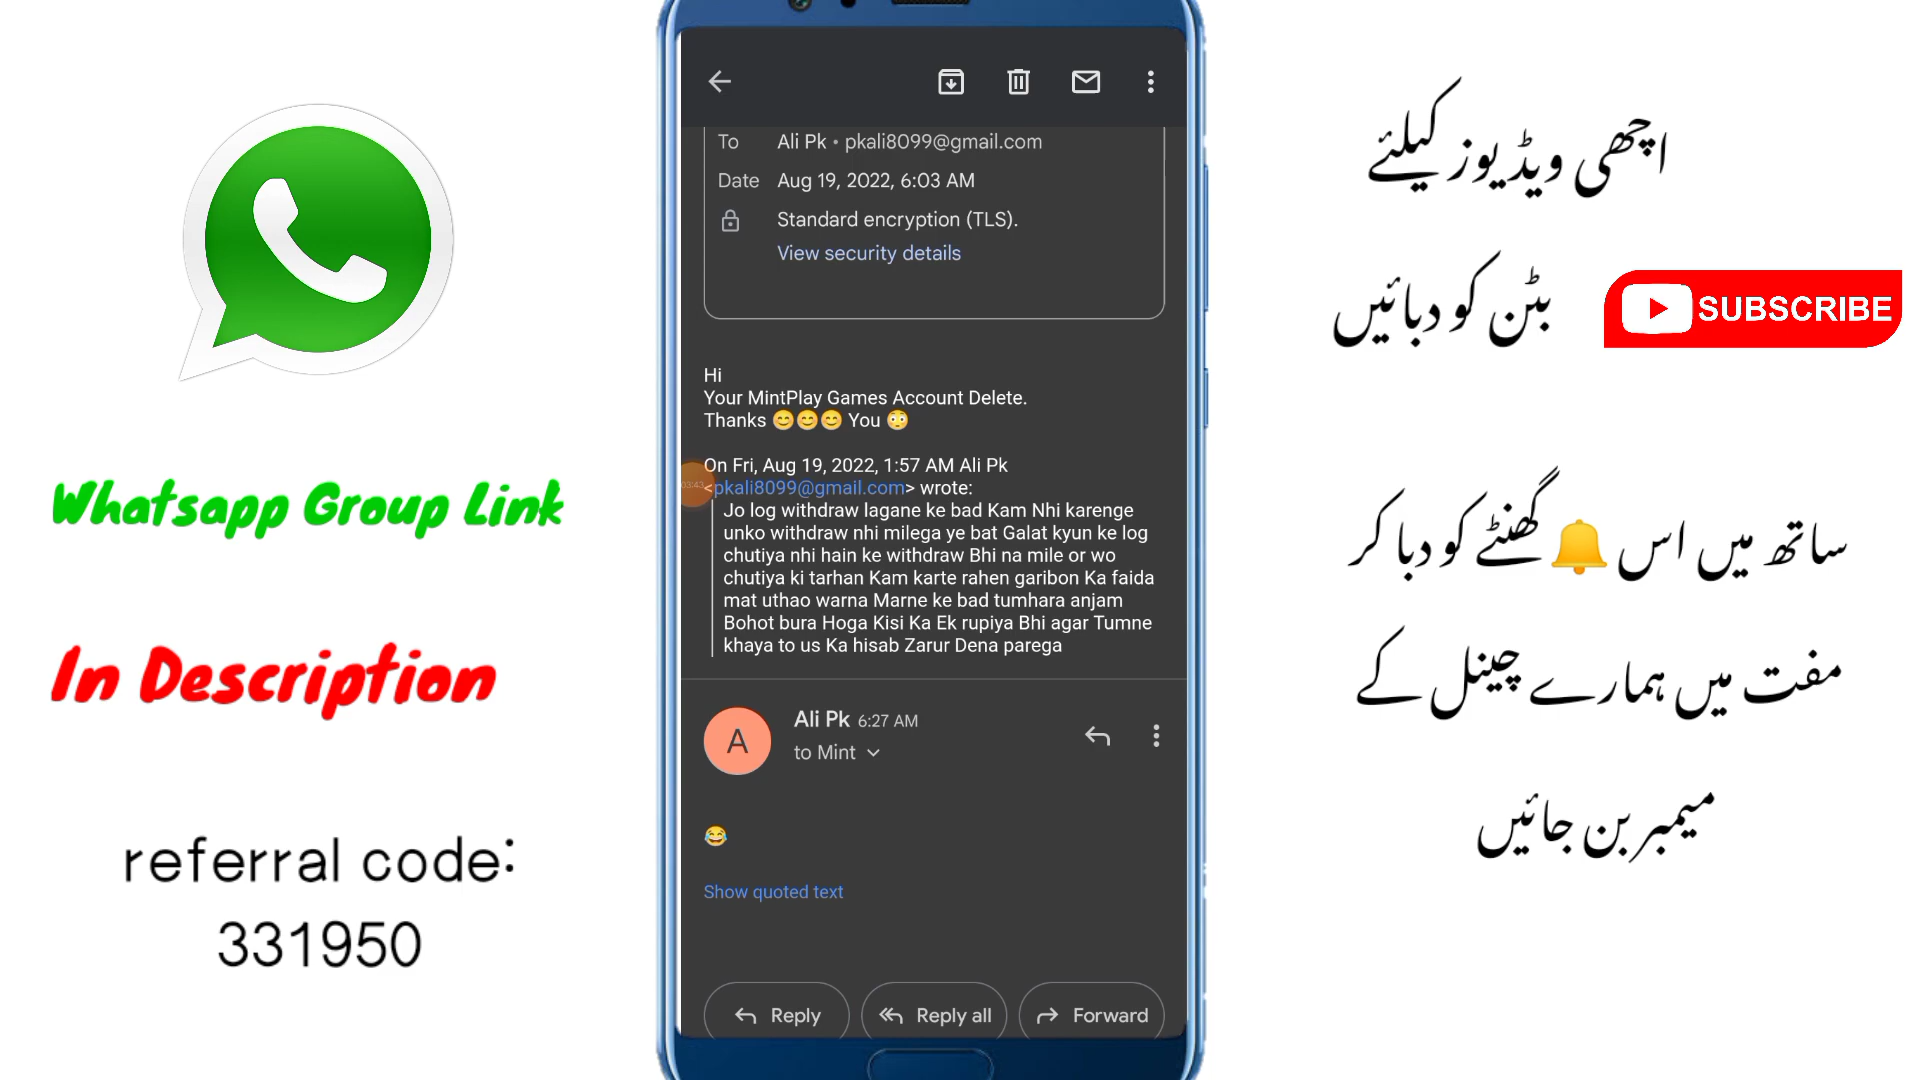 Whatsapp Group Link
In Description
referral code:
331950
To Ali Pk • pkali8099@gmail.com
Date Aug 19, 2022, 6:03 AM
Standard encryption (TLS).
View security details
Hi
Your MintPlay Games Account Delete.
Thanks 😊😊😊 You 😳
On Fri, Aug 19, 2022, 1:57 AM Ali Pk
<pkali8099@gmail.com> wrote:
03:43
Jo log withdraw lagane ke bad Kam Nhi karenge
unko withdraw nhi milega ye bat Galat kyun ke log
chutiya nhi hain ke withdraw Bhi na mile or wo
chutiya ki tarhan Kam karte rahen garibon Ka faida
mat uthao warna Marne ke bad tumhara anjam
Bohot bura Hoga Kisi Ka Ek rupiya Bhi agar Tumne
khaya to us Ka hisab Zarur Dena parega
A
Ali Pk 6:27 AM
to Mint
😂
Show quoted text
Reply Reply all Forward
اچھی ویڈیوز کیلئے
SUBSCRIBE بٹن کو دبائیں
ساتھ میں اس 🔔 گھنٹے کو دبا کر
مفت میں ہمارے چینل کے
میمبر بن جائیں